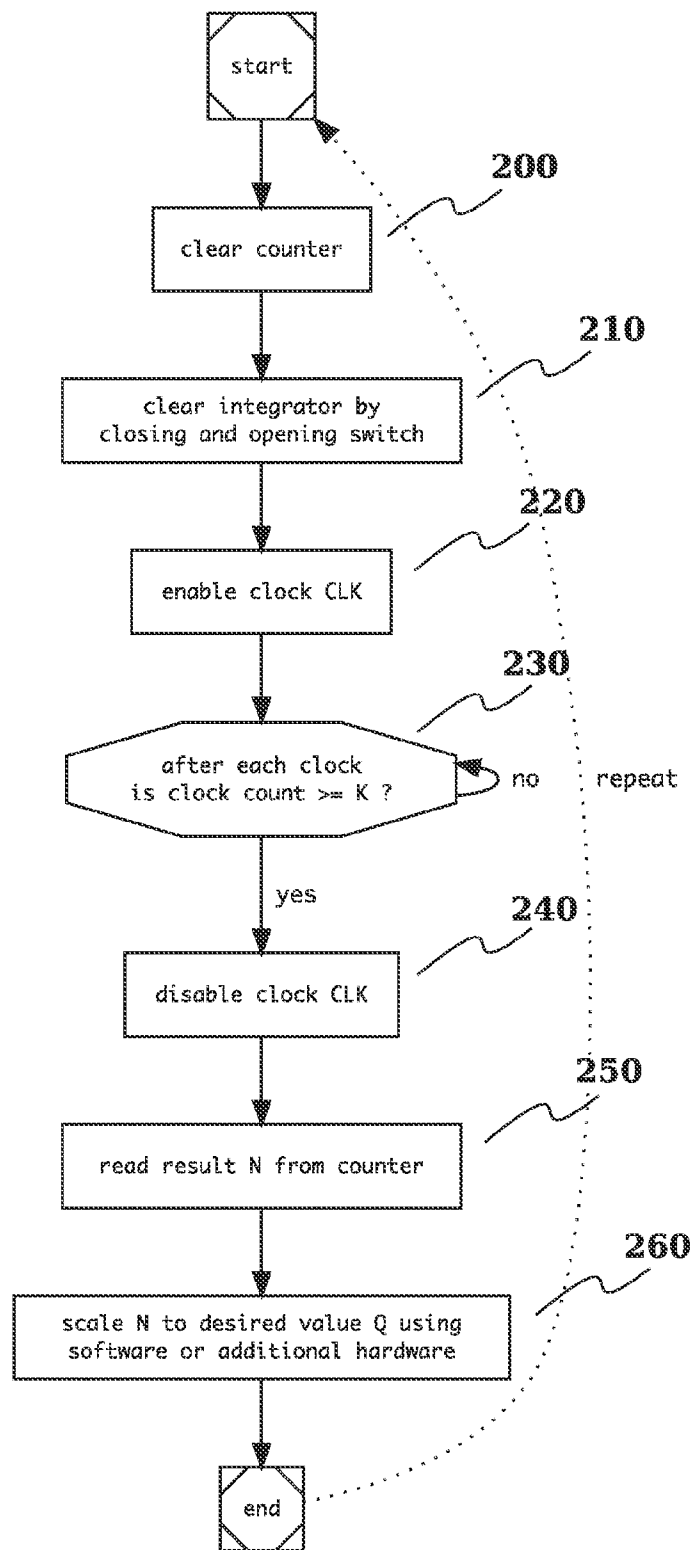 start
200
clear counter
210
clear integrator by
closing and opening switch
220
enable clock CLK
230
after each clock
is clock count >= K ?
no
repeat
yes
240
disable clock CLK
250
read result N from counter
260
scale N to desired value Q using
software or additional hardware
end